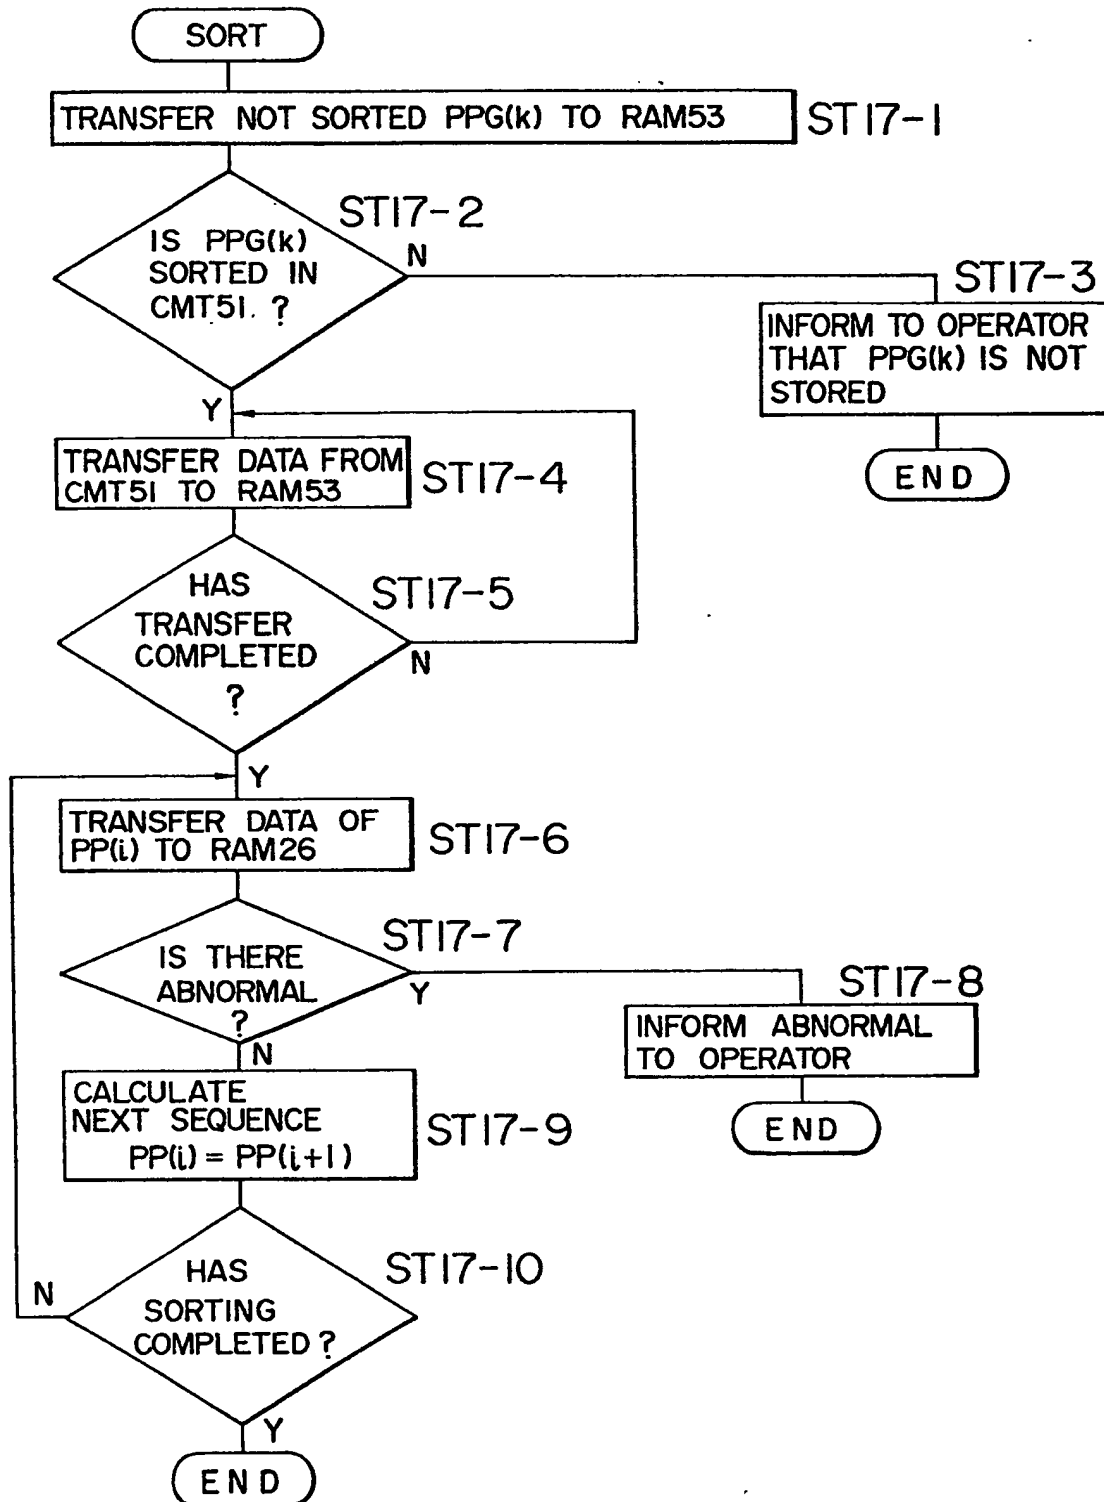 SORT
TRANSFER NOT SORTED PPG(k) TO RAM53
ST17-1
ST17-2
IS PPG(k)
SORTED IN
CMT51. ?
N
ST17-3
INFORM TO OPERATOR
THAT PPG(k) IS NOT
STORED
END
Y
TRANSFER DATA FROM
CMT51 TO RAM53
ST17-4
HAS
TRANSFER
COMPLETED
?
ST17-5
N
Y
TRANSFER DATA OF
PP(i) TO RAM26
ST17-6
ST17-7
IS THERE
ABNORMAL
?
Y
ST17-8
INFORM ABNORMAL
TO OPERATOR
END
N
CALCULATE
NEXT SEQUENCE
PP(i) = PP(i+1)
ST17-9
ST17-10
HAS
SORTING
COMPLETED ?
N
Y
END